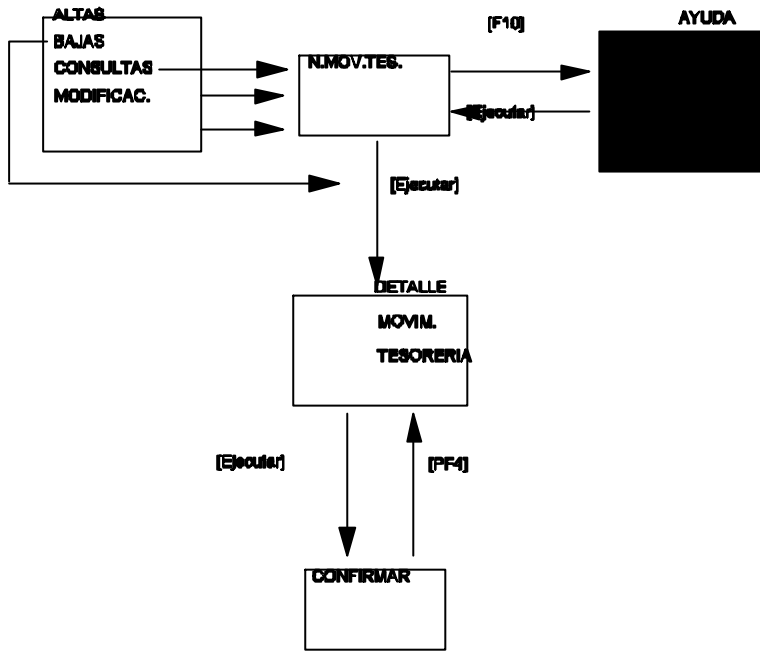 ALTAS
BAJAS
CONSULTAS
MODIFICAC.
N.MOV.TES.
[F10]
AYUDA
[Ejecutar]
[Ejecutar]
DETALLE
MOVIM.
TESORERIA
[Ejecutar]
[PF4]
CONFIRMAR